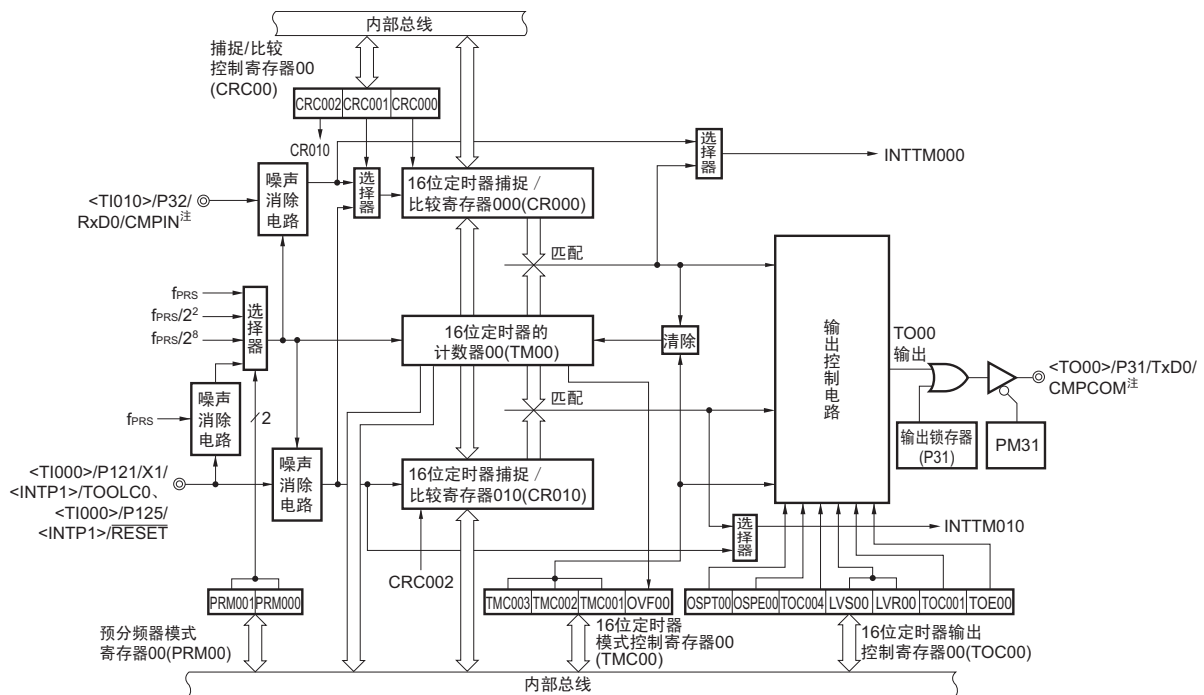 内部总线
捕捉/比较
控制寄存器00
(CRC00)
CRC002 CRC001 CRC000
CR010
噪声
消除
电路
选择器
16位定时器捕捉/
比较寄存器000(CR000)
选择器
INTTM000
<TI010>/P32/
RxD0/CMPIN注
匹配
fPRS
fPRS/2²
fPRS/2⁸
选择器
16位定时器的
计数器00(TM00)
清除
输出控制电路
TO00
输出
<TO00>/P31/TxD0/
CMPCOM注
输出锁存器
(P31)
PM31
fPRS
噪声
消除
电路
2
匹配
<TI000>/P121/X1/
<INTP1>/TOOLC0、
<TI000>/P125/
<INTP1>/RESET
噪声
消除
电路
16位定时器捕捉/
比较寄存器010(CR010)
选择器
INTTM010
CRC002
PRM001 PRM000
TMC003 TMC002 TMC001 OVF00
OSPT00 OSPE00 TOC004 LVS00 LVR00 TOC001 TOE00
预分频器模式
寄存器00(PRM00)
16位定时器
模式控制寄存器00
(TMC00)
16位定时器输出
控制寄存器00(TOC00)
内部总线